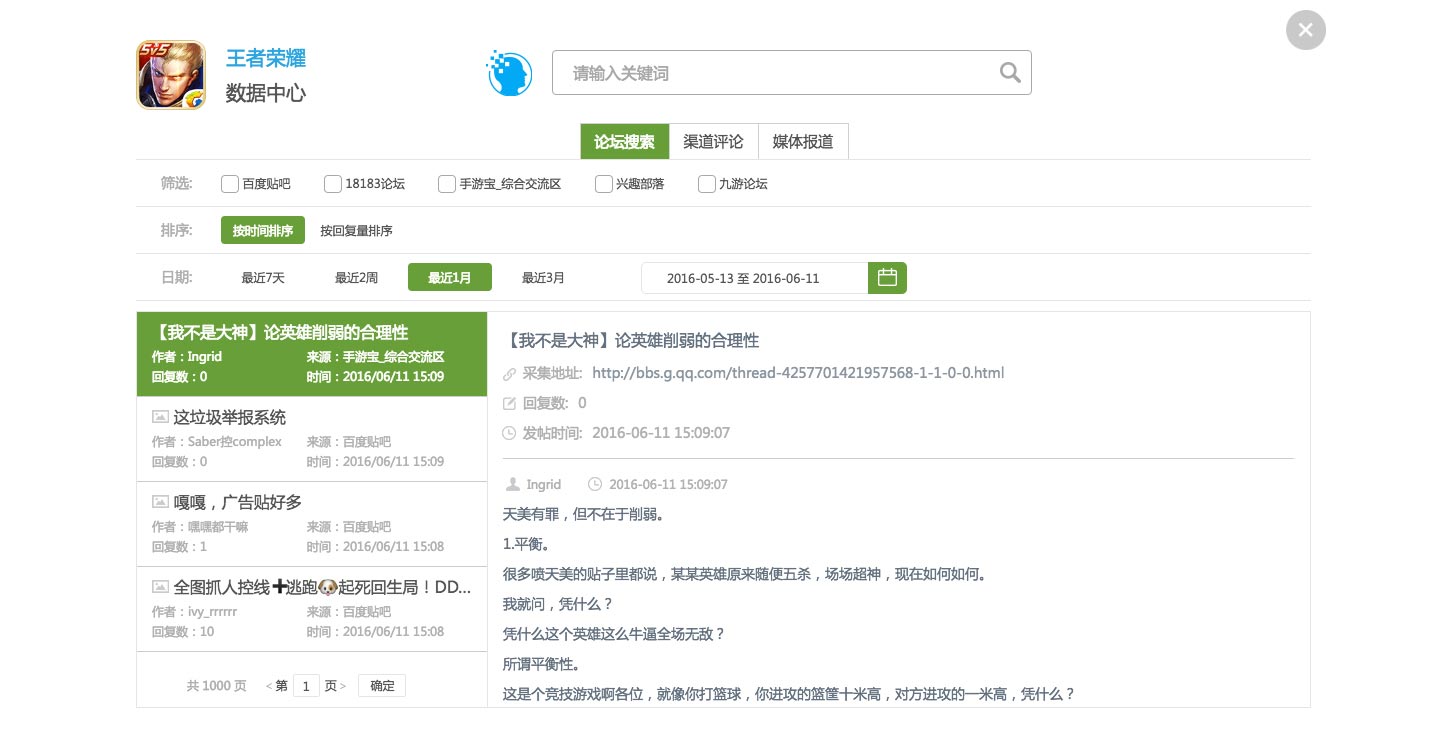 5v5
王者荣耀
数据中心
请输入关键词
论坛搜索 渠道评论 媒体报道
筛选: 百度贴吧 18183论坛 手游宝_综合交流区 兴趣部落 九游论坛
排序: 按时间排序 按回复量排序
日期: 最近7天 最近2周 最近1月 最近3月 2016-05-13 至 2016-06-11
【我不是大神】论英雄削弱的合理性
作者：Ingrid 来源：手游宝_综合交流区
回复数：0 时间：2016/06/11 15:09
这垃圾举报系统
作者：Saber控complex 来源：百度贴吧
回复数：0 时间：2016/06/11 15:09
嘎嘎，广告贴好多
作者：嘿嘿都干嘛 来源：百度贴吧
回复数：1 时间：2016/06/11 15:08
全图抓人控线➕逃跑🐶起死回生局！DD...
作者：ivy_rrrrrr 来源：百度贴吧
回复数：10 时间：2016/06/11 15:08
共 1000 页 < 第 1 页 > 确定
【我不是大神】论英雄削弱的合理性
采集地址: http://bbs.g.qq.com/thread-4257701421957568-1-1-0-0.html
回复数: 0
发帖时间: 2016-06-11 15:09:07
Ingrid 2016-06-11 15:09:07
天美有罪，但不在于削弱。
1.平衡。
很多喷天美的贴子里都说，某某英雄原来随便五杀，场场超神，现在如何如何。
我就问，凭什么？
凭什么这个英雄这么牛逼全场无敌？
所谓平衡性。
这是个竞技游戏啊各位，就像你打篮球，你进攻的篮筐十米高，对方进攻的一米高，凭什么？